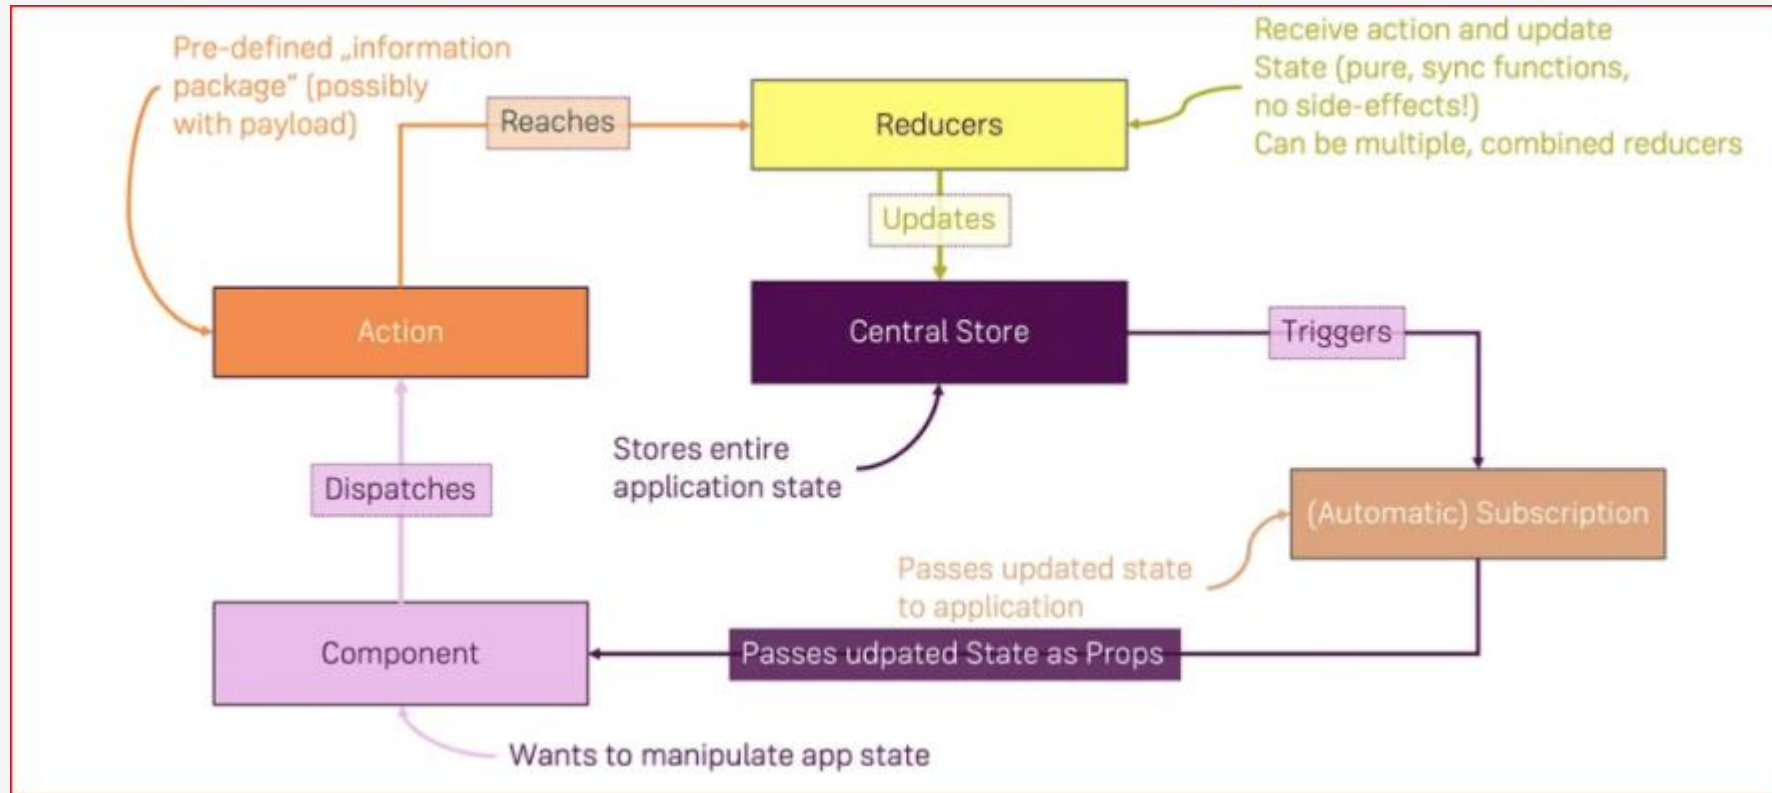 Pre-defined „information
package" (possibly
with payload)
Reaches
Reducers
Receive action and update
State (pure, sync functions,
no side-effects!)
Can be multiple, combined reducers
Updates
Action
Central Store
Triggers
Dispatches
Stores entire
application state
(Automatic) Subscription
Passes updated state
to application
Component
Passes udpated State as Props
Wants to manipulate app state